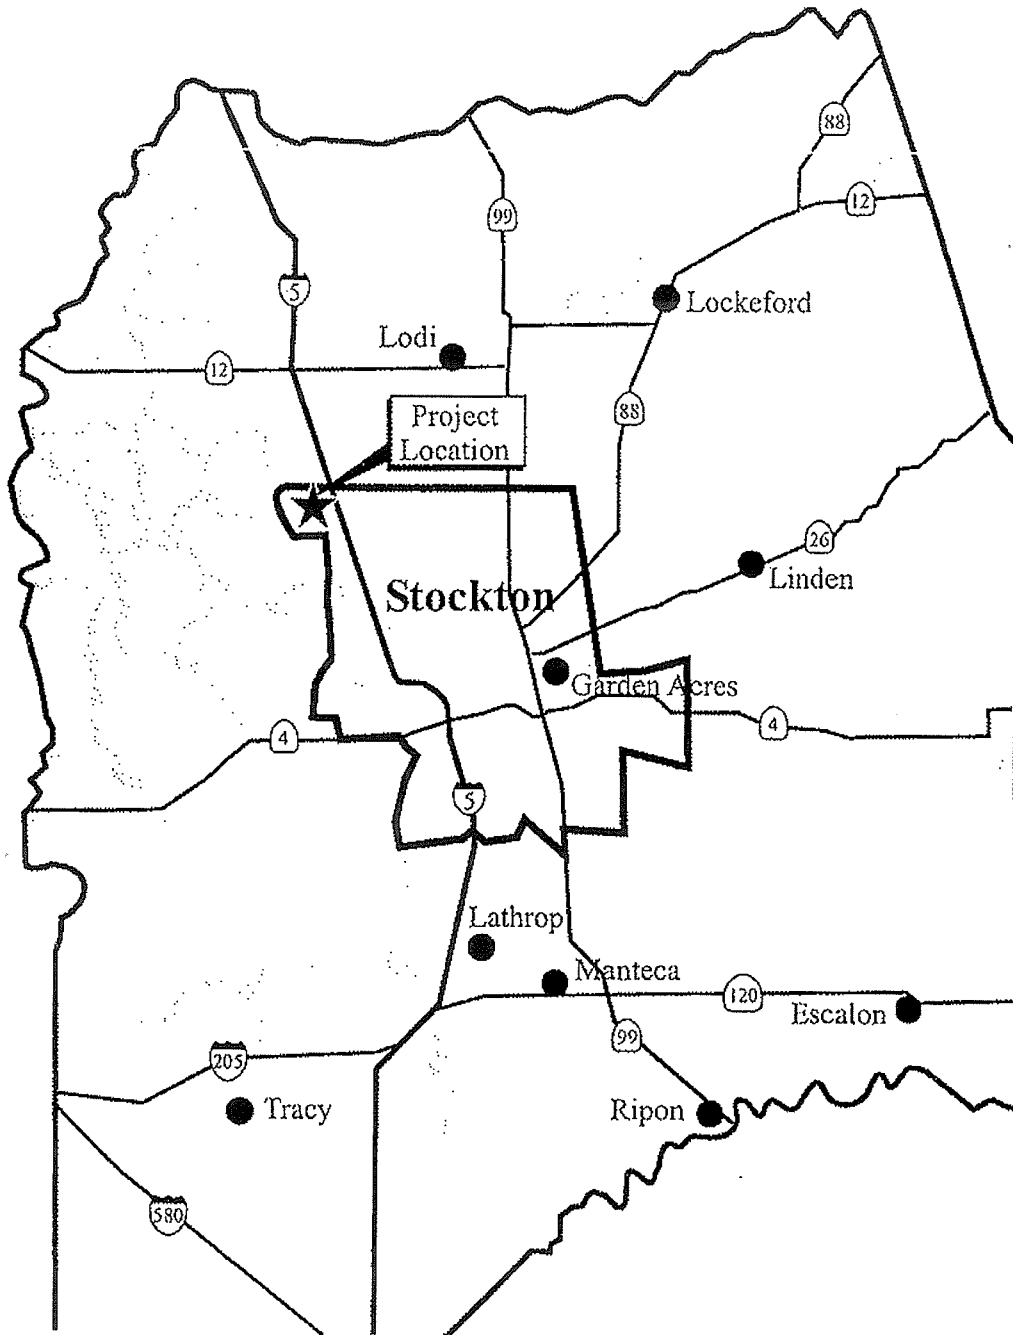 88
12
99
5
Lockeford
Lodi
12
Project
Location
88
26
Linden
Stockton
Garden Acres
4
4
5
Lathrop
Manteca
120
Escalon
99
205
Tracy
Ripon
580